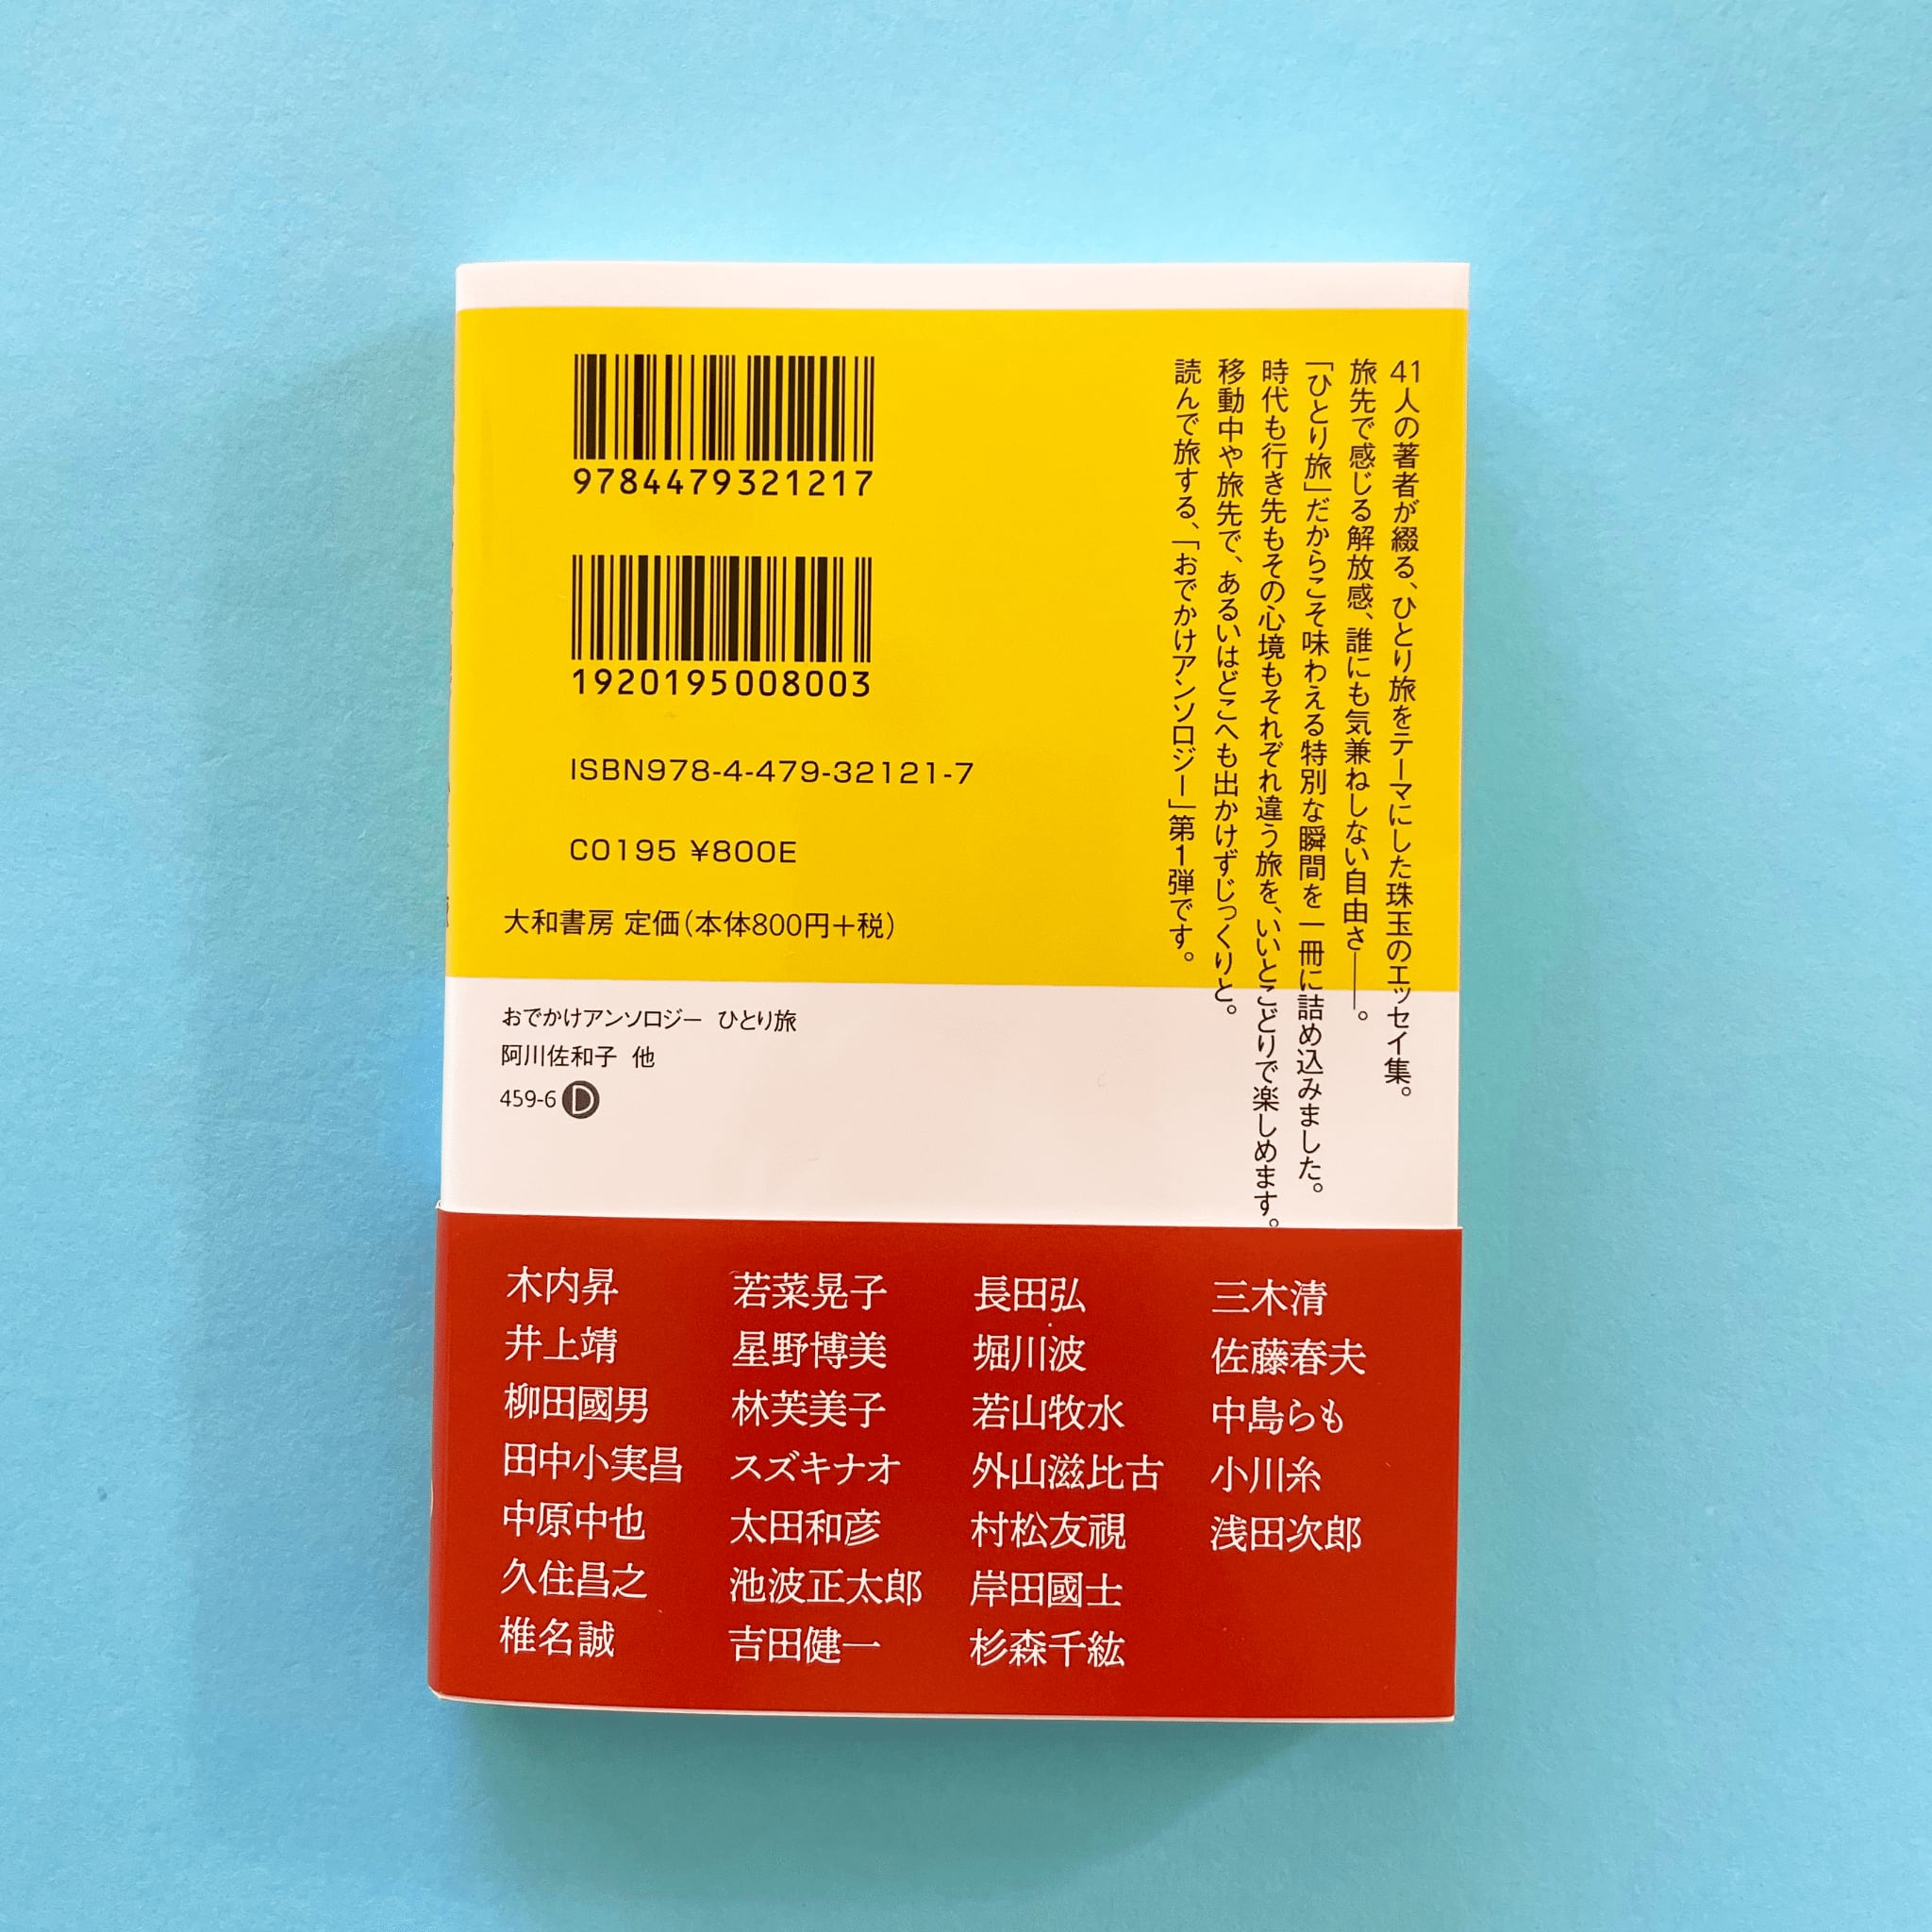 41人の著者が綴る、ひとり旅をテーマにした珠玉のエッセイ集。
旅先で感じる解放感、誰にも気兼ねしない自由さ――。
「ひとり旅」だからこそ味わえる特別な瞬間を一冊に詰め込みました。
時代も行き先もその心境もそれぞれ違う旅を、いいとこどりで楽しめます。
移動中や旅先で、あるいはどこへも出かけずじっくりと。
読んで旅する、「おでかけアンソロジー」第1弾です。
9784479321217
1920195008003
ISBN978-4-479-32121-7
C0195 ¥800E
大和書房 定価(本体800円+税)
おでかけアンソロジー ひとり旅
阿川佐和子 他
459-6 D
木内昇
井上靖
柳田國男
田中小実昌
中原中也
久住昌之
椎名誠
若菜晃子
星野博美
林芙美子
スズキナオ
太田和彦
池波正太郎
吉田健一
長田弘
堀川波
若山牧水
外山滋比古
村松友視
岸田國士
杉森千紘
三木清
佐藤春夫
中島らも
小川糸
浅田次郎